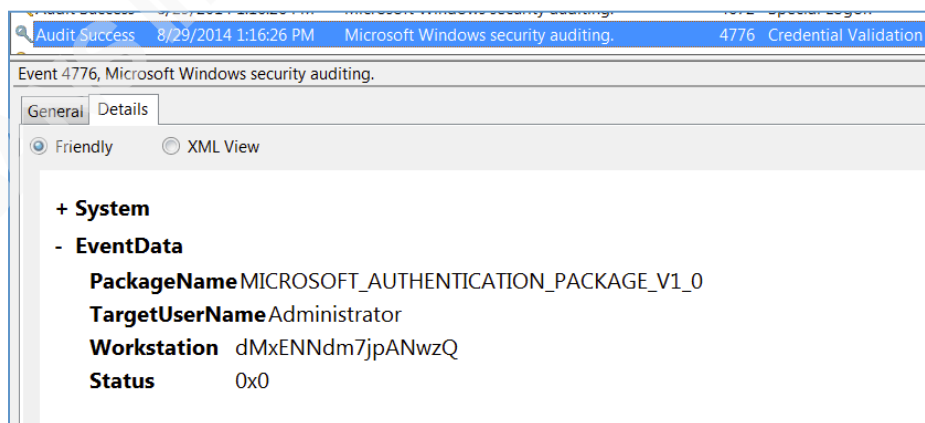 Audit Success 8/29/2014 1:16:26 PM Microsoft Windows security auditing. 4776 Credential Validation
Event 4776, Microsoft Windows security auditing.
General Details
Friendly XML View
+ System
- EventData
PackageName MICROSOFT_AUTHENTICATION_PACKAGE_V1_0
TargetUserName Administrator
Workstation dMxENNdm7jpANwzQ
Status 0x0